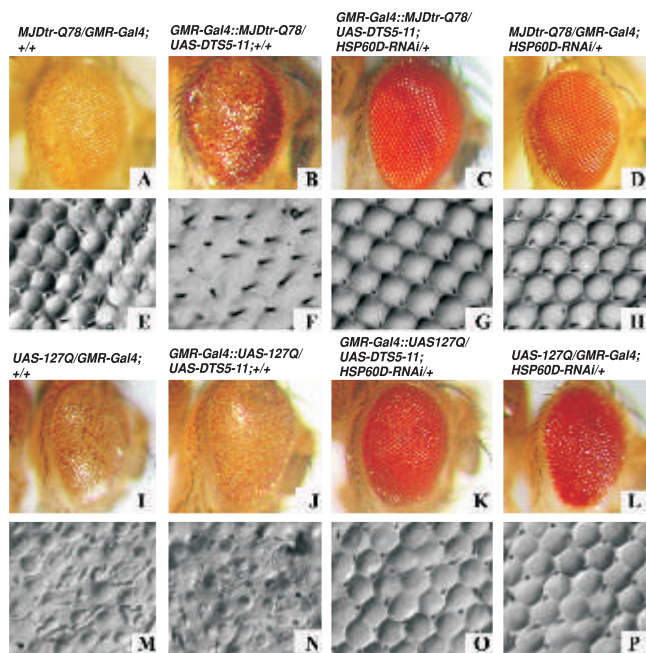 MJDtr-Q78/GMR-Gal4;
+/+
GMR-Gal4::MJDtr-Q78/
UAS-DTS5-11;+/+
GMR-Gal4::MJDtr-Q78/
UAS-DTS5-11;
HSP60D-RNAi/+
MJDtr-Q78/GMR-Gal4;
HSP60D-RNAi/+
A
B
C
D
E
F
G
H
UAS-127Q/GMR-Gal4;
+/+
GMR-Gal4::UAS-127Q/
UAS-DTS5-11;+/+
GMR-Gal4::UAS127Q/
UAS-DTS5-11;
HSP60D-RNAi/+
UAS-127Q/GMR-Gal4;
HSP60D-RNAi/+
I
J
K
L
M
N
O
P